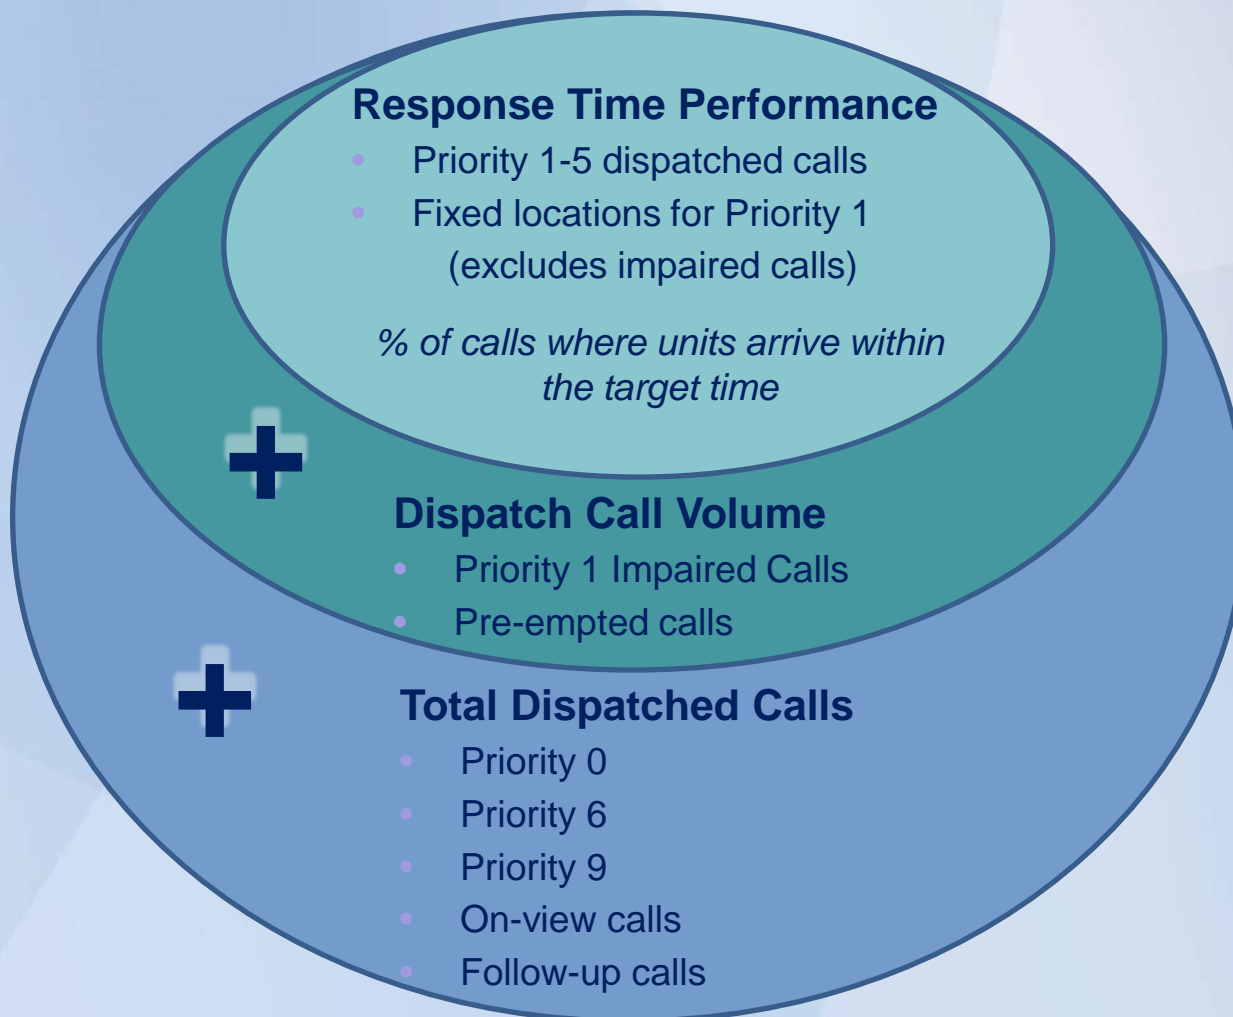 Response Time Performance
• Priority 1-5 dispatched calls
• Fixed locations for Priority 1
(excludes impaired calls)
% of calls where units arrive within
the target time
Dispatch Call Volume
• Priority 1 Impaired Calls
• Pre-empted calls
Total Dispatched Calls
• Priority 0
• Priority 6
• Priority 9
• On-view calls
• Follow-up calls